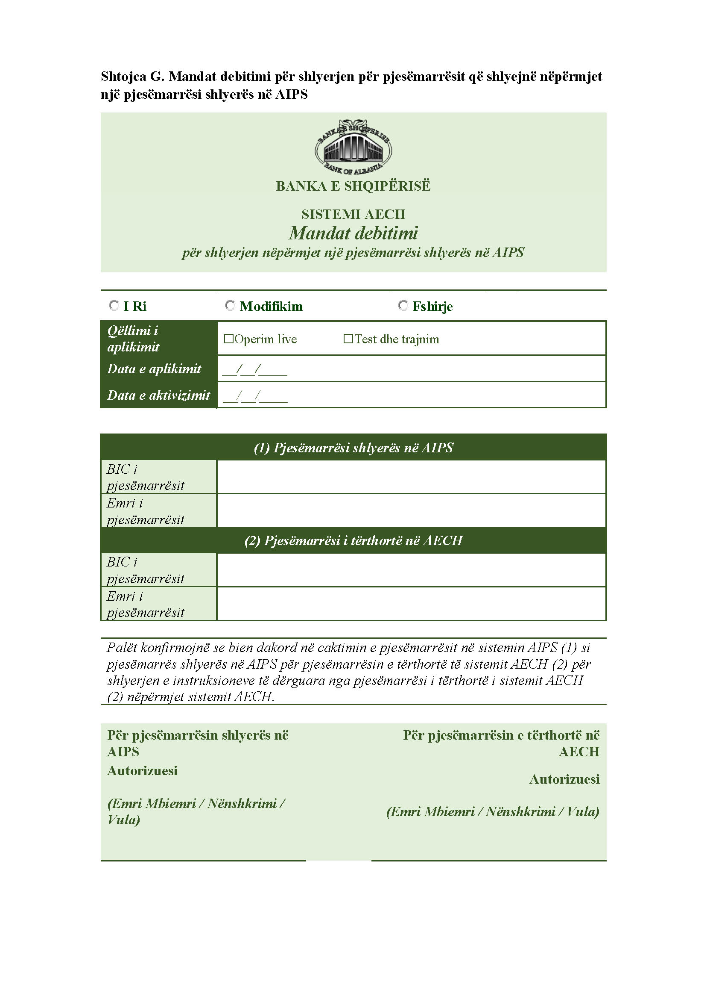 Shtojca G. Mandat debitimi për shlyerjen për pjesëmarrësit që shlyejnë nëpërmjet
një pjesëmarrësi shlyerës në AIPS
BANKA E SHQIPERISE
BANK OF ALBANIA
BANKA E SHQIPËRISË
SISTEMI AECH
Mandat debitimi
për shlyerjen nëpërmjet një pjesëmarrësi shlyerës në AIPS
I Ri Modifikim Fshirje
Qëllimi i
aplikimit
☐Operim live ☐Test dhe trajnim
Data e aplikimit __/__/____
Data e aktivizimit __/__/____
(1) Pjesëmarrësi shlyerës në AIPS
BIC i
pjesëmarrësit
Emri i
pjesëmarrësit
(2) Pjesëmarrësi i tërthortë në AECH
BIC i
pjesëmarrësit
Emri i
pjesëmarrësit
Palët konfirmojnë se bien dakord në caktimin e pjesëmarrësit në sistemin AIPS (1) si
pjesëmarrës shlyerës në AIPS për pjesëmarrësin e tërthortë të sistemit AECH (2) për
shlyerjen e instruksioneve të dërguara nga pjesëmarrësi i tërthortë i sistemit AECH
(2) nëpërmjet sistemit AECH.
Për pjesëmarrësin shlyerës në
AIPS
Autorizuesi
(Emri Mbiemri / Nënshkrimi /
Vula)
Për pjesëmarrësin e tërthortë në
AECH
Autorizuesi
(Emri Mbiemri / Nënshkrimi / Vula)